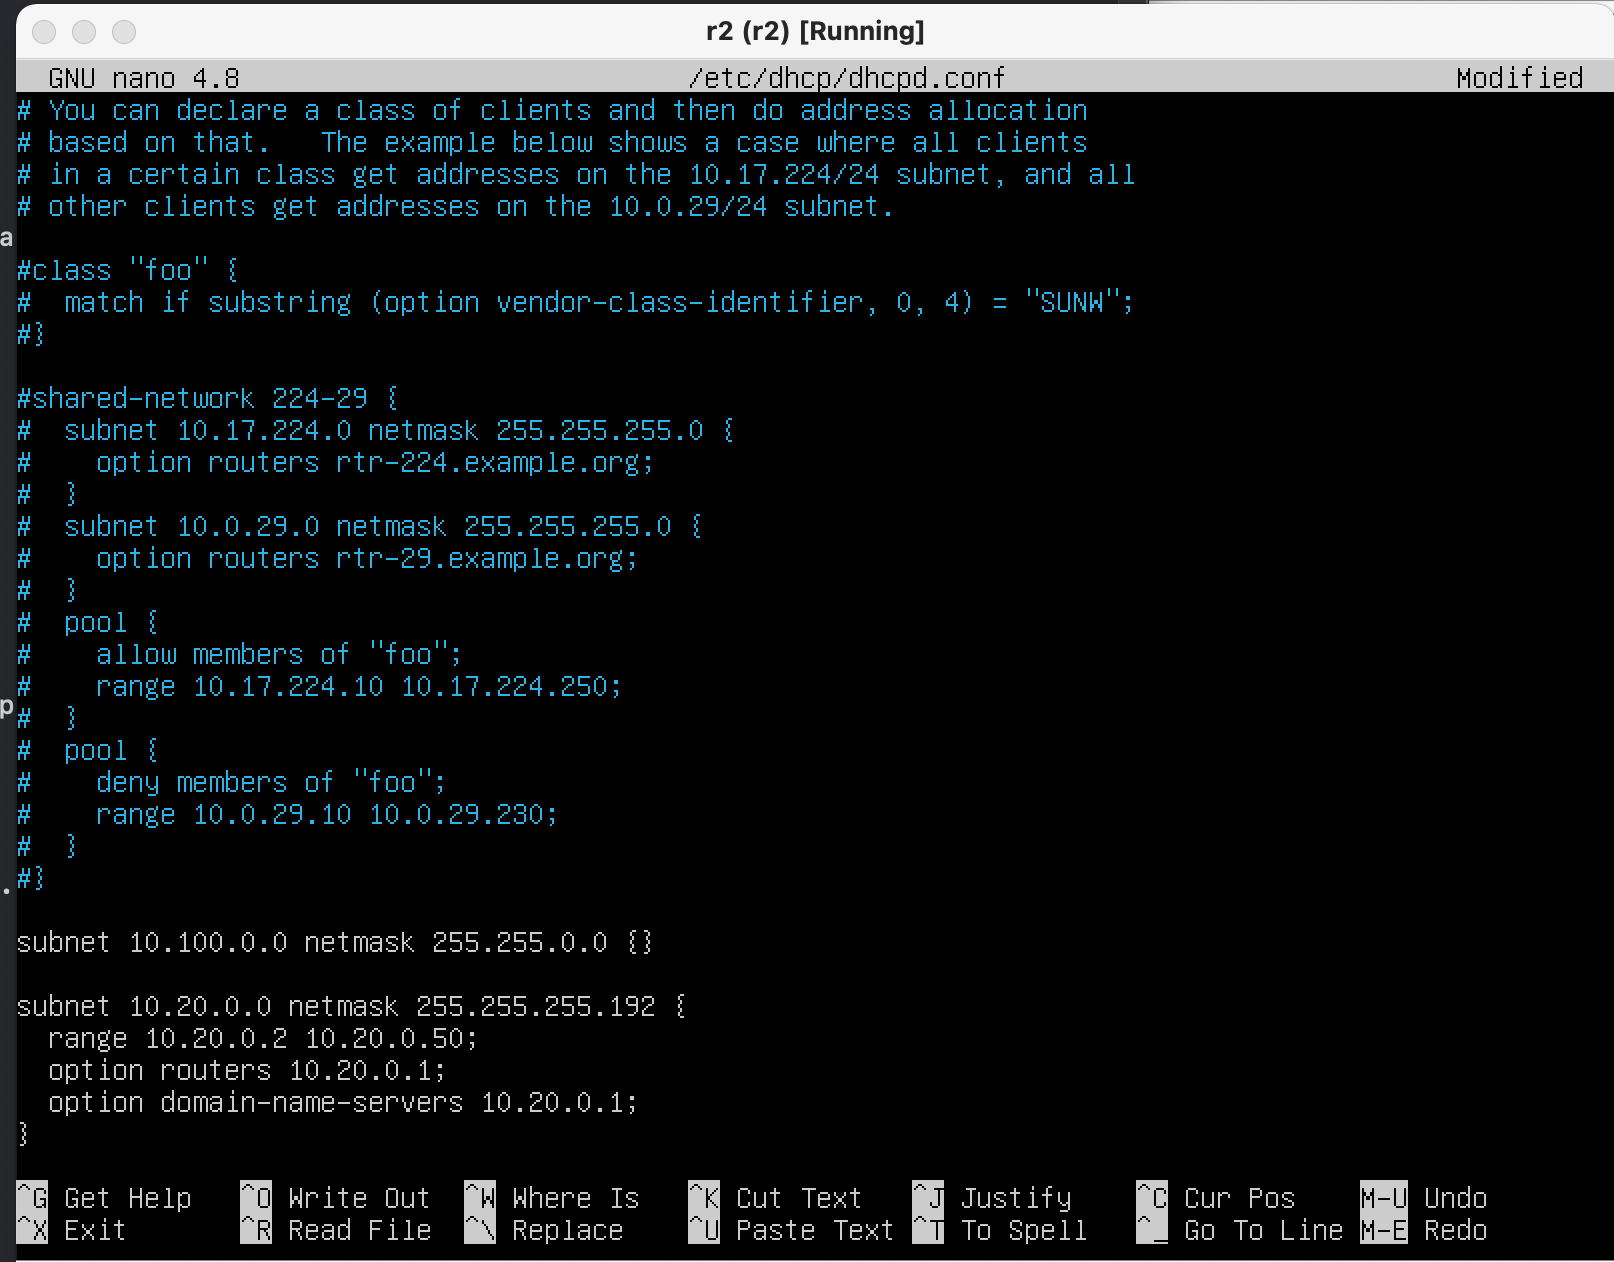 r2 (r2) [Running]
GNU nano 4.8 /etc/dhcp/dhcpd.conf Modified
# You can declare a class of clients and then do address allocation
# based on that.   The example below shows a case where all clients
# in a certain class get addresses on the 10.17.224/24 subnet, and all
# other clients get addresses on the 10.0.29/24 subnet.
a
#class "foo" {
#  match if substring (option vendor-class-identifier, 0, 4) = "SUNW";
#}
#shared-network 224-29 {
#  subnet 10.17.224.0 netmask 255.255.255.0 {
#    option routers rtr-224.example.org;
#  }
#  subnet 10.0.29.0 netmask 255.255.255.0 {
#    option routers rtr-29.example.org;
#  }
#  pool {
#    allow members of "foo";
#    range 10.17.224.10 10.17.224.250;
p
#  }
#  pool {
#    deny members of "foo";
#    range 10.0.29.10 10.0.29.230;
#  }
#}
.
subnet 10.100.0.0 netmask 255.255.0.0 {}
subnet 10.20.0.0 netmask 255.255.255.192 {
  range 10.20.0.2 10.20.0.50;
  option routers 10.20.0.1;
  option domain-name-servers 10.20.0.1;
}
^G Get Help ^O Write Out ^W Where Is ^K Cut Text ^J Justify ^C Cur Pos M-U Undo
^X Exit ^R Read File ^\ Replace ^U Paste Text ^T To Spell ^_ Go To Line M-E Redo